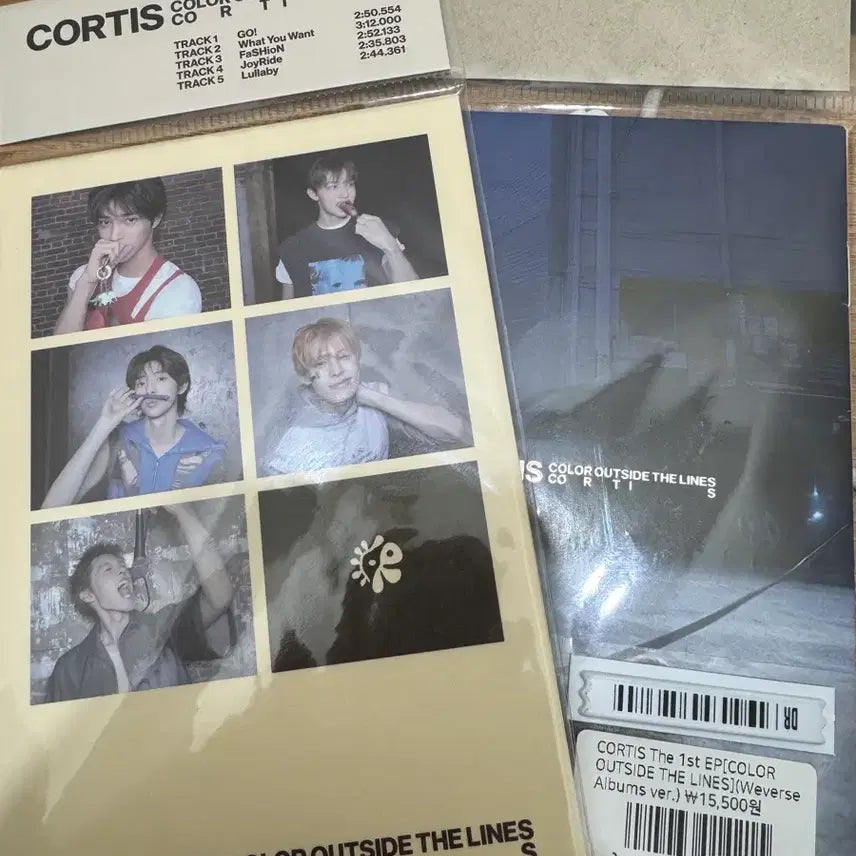 CORTIS
COLOR
CO R T I
TRACK 1 GO! 2:50.554
TRACK 2 What You Want 3:12.000
TRACK 3 FaSHioN 2:52.133
TRACK 4 JoyRide 2:35.803
TRACK 5 Lullaby 2:44.361
IS COLOR OUTSIDE THE LINES
CO R T I S
CORTIS The 1st EP[COLOR
OUTSIDE THE LINES](Weverse
Albums ver.) ₩15,500원
COLOR OUTSIDE THE LINES
S